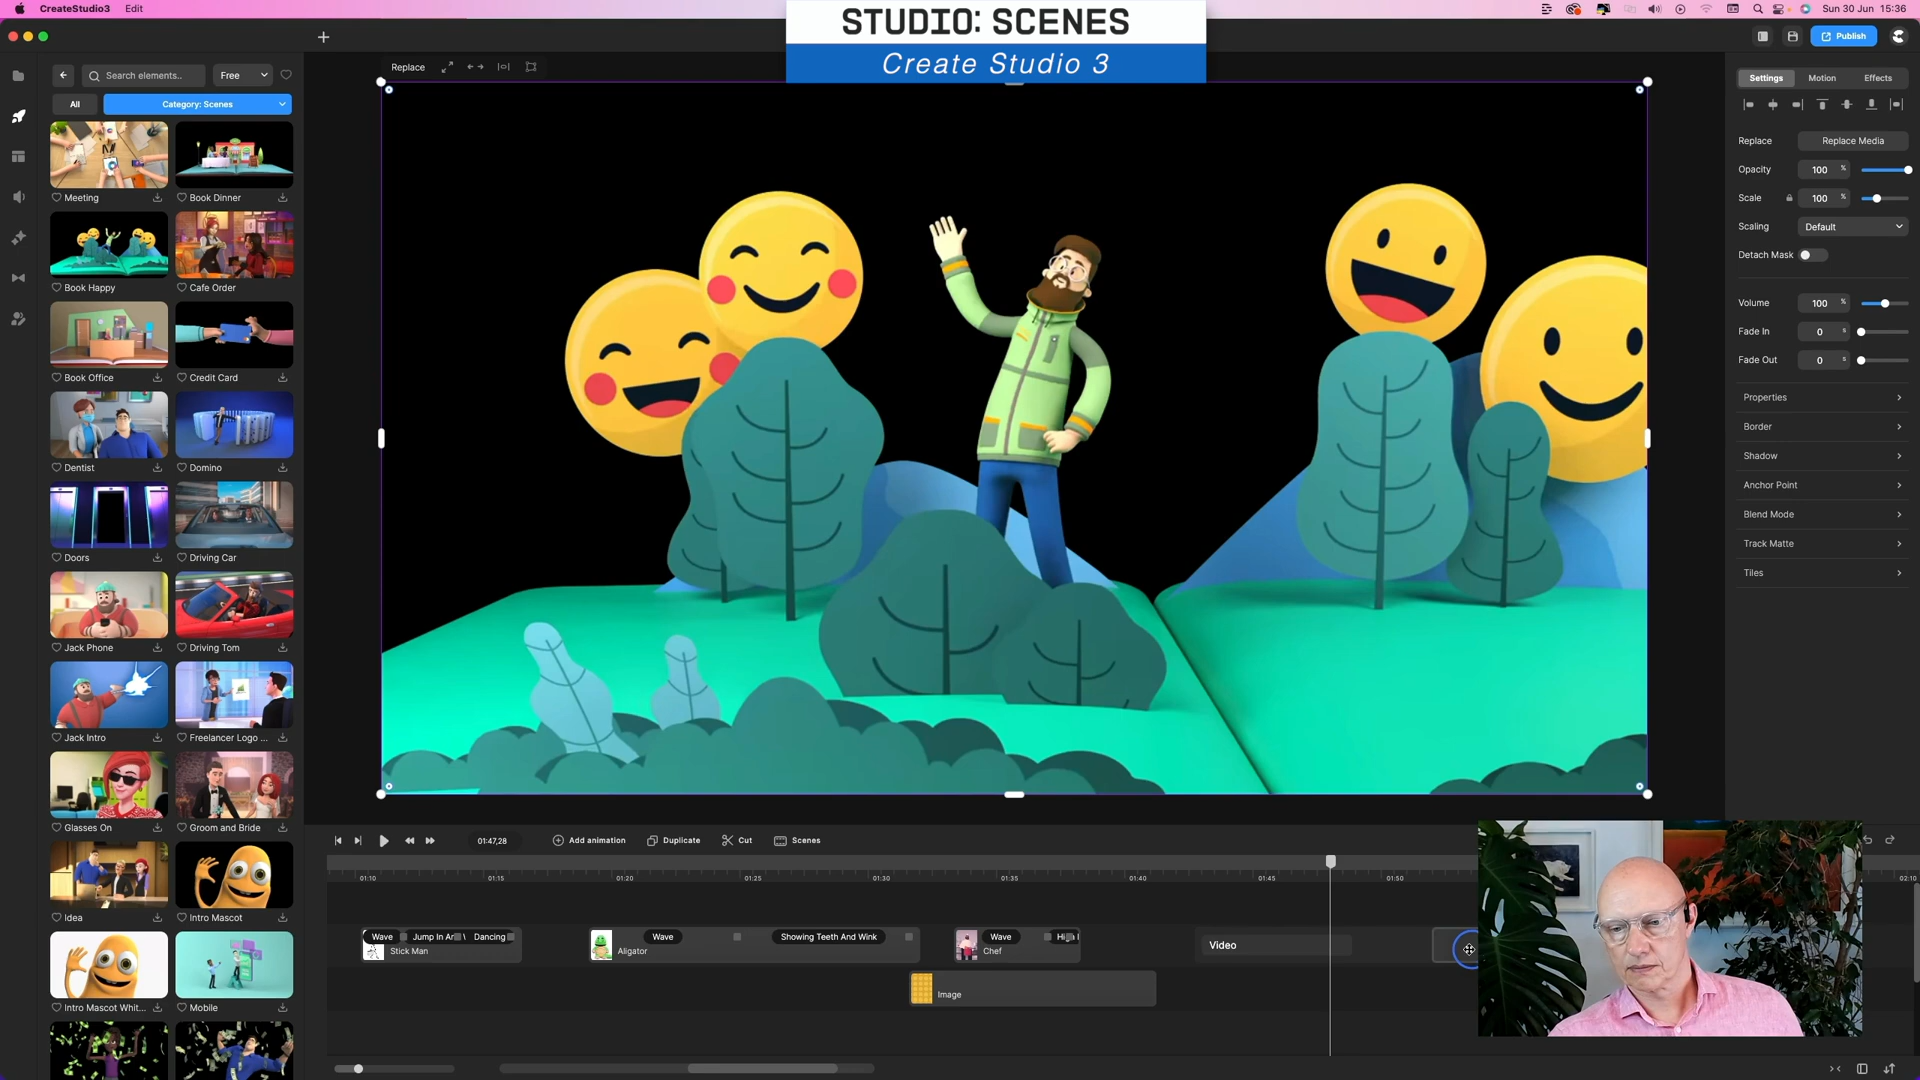 CreateStudio3 Edit
Sun 30 Jun 15:36
STUDIO: SCENES
Create Studio 3
Publish
Search elements..
Free
All
Category: Scenes
Meeting
Book Dinner
Book Happy
Cafe Order
Book Office
Credit Card
Dentist
Domino
Doors
Driving Car
Jack Phone
Driving Tom
Jack Intro
Freelancer Logo ...
Glasses On
Groom and Bride
Idea
Intro Mascot
Intro Mascot Whit...
Mobile
Replace
Settings
Motion
Effects
Replace
Replace Media
Opacity
100 %
Scale
100 %
Scaling
Default
Detach Mask
Volume
100 %
Fade In
0 s
Fade Out
0 s
Properties
Border
Shadow
Anchor Point
Blend Mode
Track Matte
Tiles
01:47,28
Add animation
Duplicate
Cut
Scenes
01:10
01:15
01:20
01:25
01:30
01:35
01:40
01:45
01:50
02:10
Wave
Jump In
Dancing
Stick Man
Wave
Showing Teeth And Wink
Aligator
Wave
Chef
Video
Image